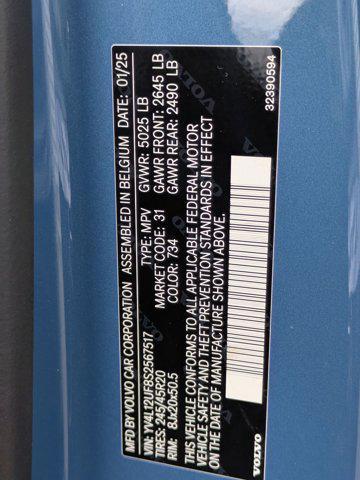 MFD BY VOLVO CAR CORPORATION ASSEMBLED IN BELGIUM DATE: 01/25
VIN: YV4L12UF8S2567517 TYPE: MPV GVWR: 5025 LB
TIRES: 245/45R20 MARKET CODE: 31 GAWR FRONT: 2645 LB
RIM: 8Jx20x50.5 COLOR: 734 GAWR REAR: 2490 LB
THIS VEHICLE CONFORMS TO ALL APPLICABLE FEDERAL MOTOR
VEHICLE SAFETY AND THEFT PREVENTION STANDARDS IN EFFECT
ON THE DATE OF MANUFACTURE SHOWN ABOVE.
VOLVO 32390594